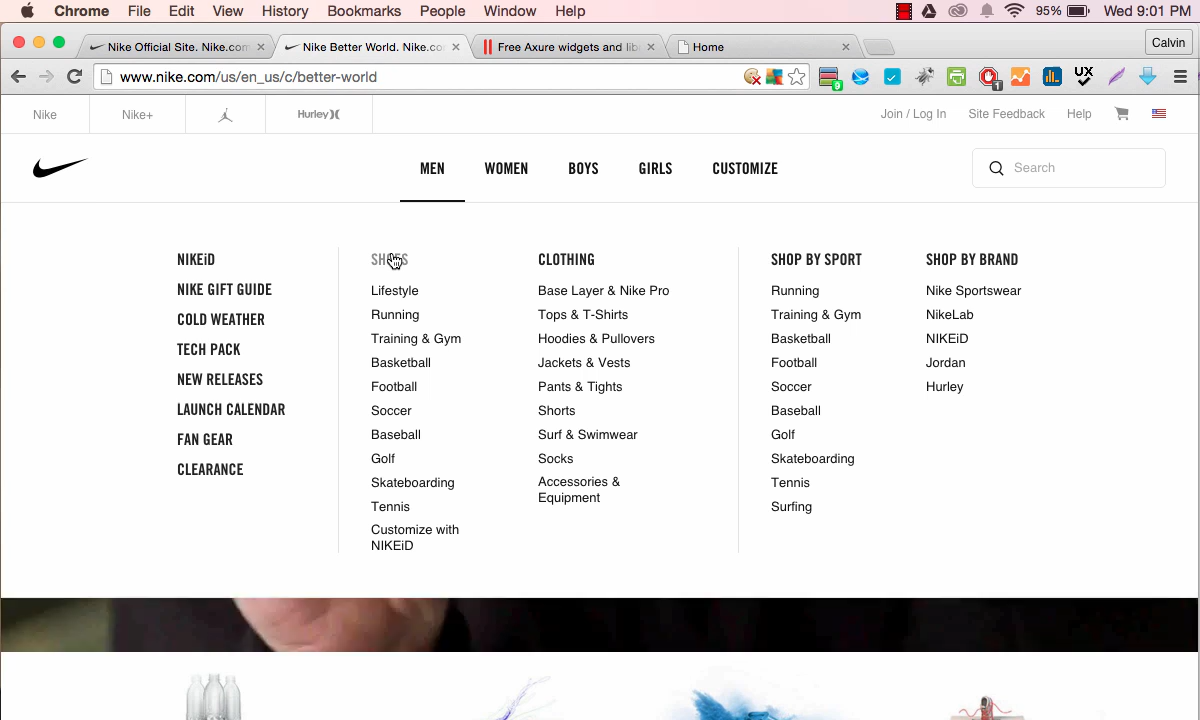 Chrome File Edit View History Bookmarks People Window Help 95% Wed 9:01 PM
Nike Official Site. Nike.com Nike Better World. Nike.co Free Axure widgets and lib Home Calvin
www.nike.com/us/en_us/c/better-world 9 1 UX
Nike Nike+ Hurley Join / Log In Site Feedback Help
MEN WOMEN BOYS GIRLS CUSTOMIZE Search
NIKEiD
NIKE GIFT GUIDE
COLD WEATHER
TECH PACK
NEW RELEASES
LAUNCH CALENDAR
FAN GEAR
CLEARANCE
SHOES
Lifestyle
Running
Training & Gym
Basketball
Football
Soccer
Baseball
Golf
Skateboarding
Tennis
Customize with
NIKEiD
CLOTHING
Base Layer & Nike Pro
Tops & T-Shirts
Hoodies & Pullovers
Jackets & Vests
Pants & Tights
Shorts
Surf & Swimwear
Socks
Accessories &
Equipment
SHOP BY SPORT
Running
Training & Gym
Basketball
Football
Soccer
Baseball
Golf
Skateboarding
Tennis
Surfing
SHOP BY BRAND
Nike Sportswear
NikeLab
NIKEiD
Jordan
Hurley